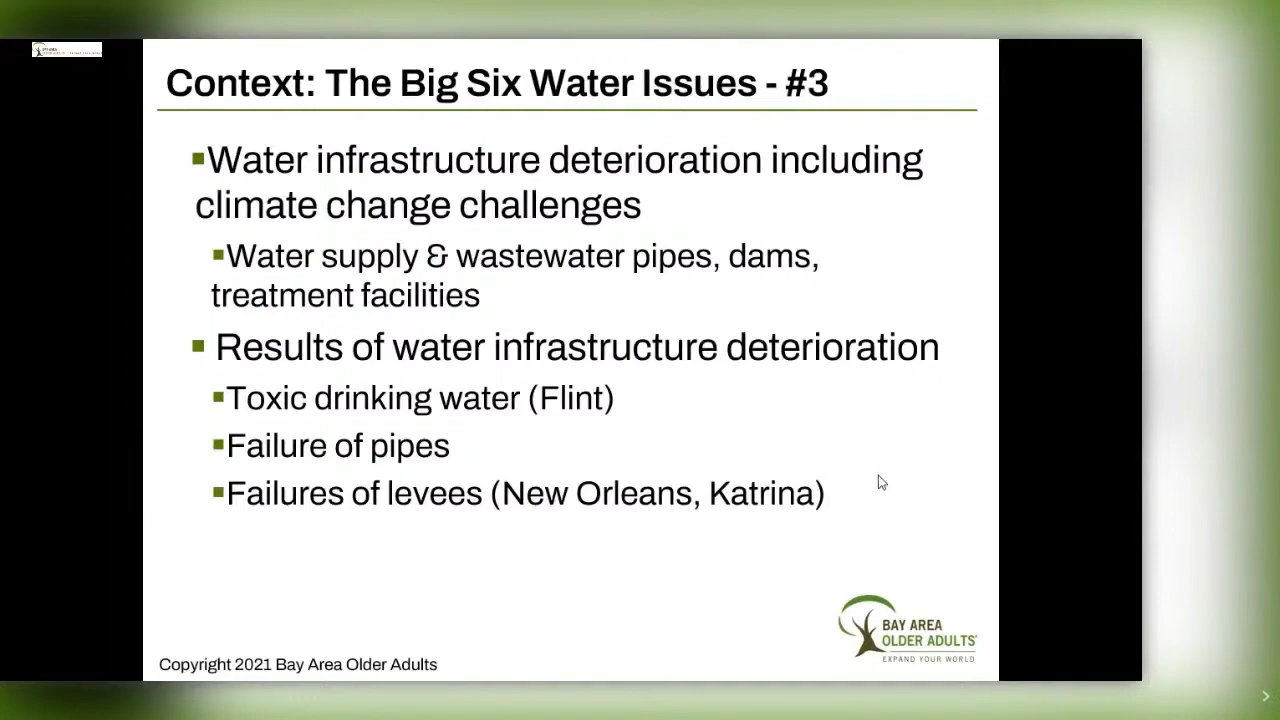 Context: The Big Six Water Issues - #3
Water infrastructure deterioration including
climate change challenges
Water supply & wastewater pipes, dams,
treatment facilities
Results of water infrastructure deterioration
Toxic drinking water (Flint)
Failure of pipes
Failures of levees (New Orleans, Katrina)
BAY AREA
OLDER ADULTS
EXPAND YOUR WORLD
Copyright 2021 Bay Area Older Adults